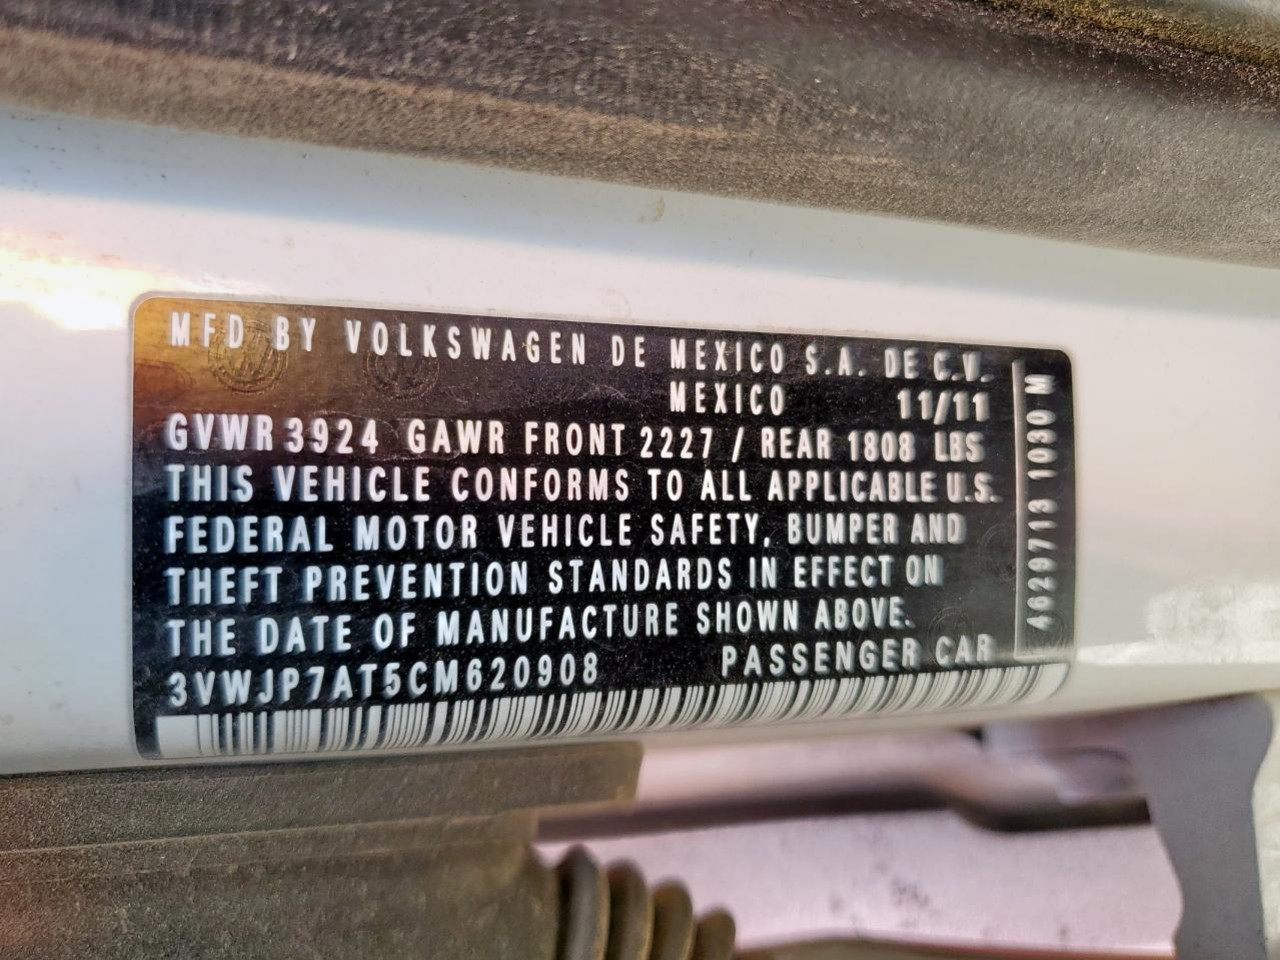 MFD BY VOLKSWAGEN DE MEXICO S.A. DE C.V.
MEXICO 11/11
GVWR 3924 GAWR FRONT 2227 / REAR 1808 LBS
THIS VEHICLE CONFORMS TO ALL APPLICABLE U.S.
FEDERAL MOTOR VEHICLE SAFETY, BUMPER AND
THEFT PREVENTION STANDARDS IN EFFECT ON
THE DATE OF MANUFACTURE SHOWN ABOVE.
3VWJP7AT5CM620908 PASSENGER CAR
4629713 1030 M